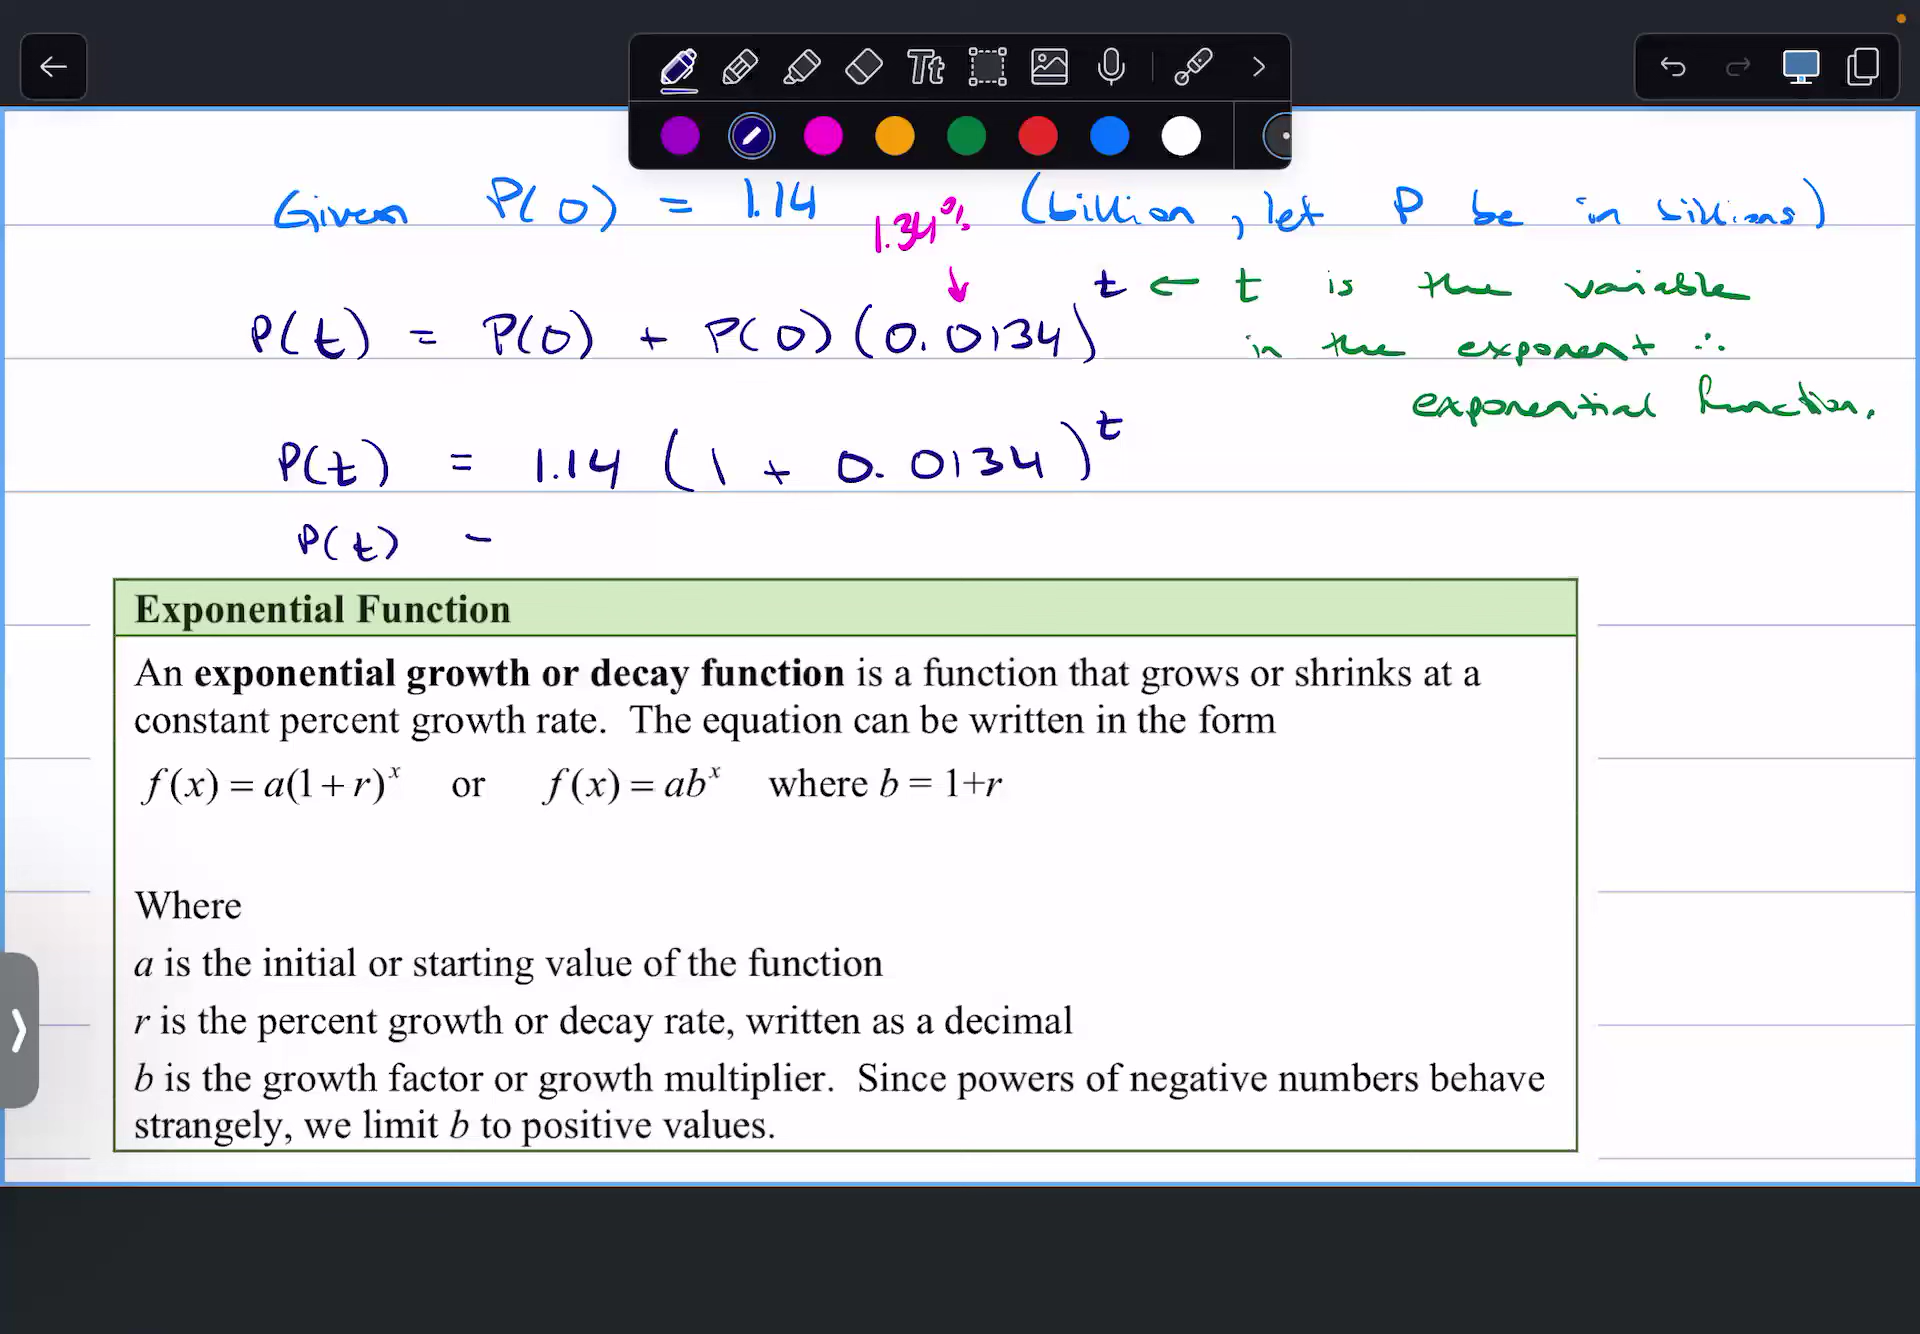 Tt
Given P(0) = 1.14 (billion, let P be in billions)
1.34%
↓
P(t) = P(0) + P(0)(0.0134)^t ← t is the variable
in the exponent ∴
exponential function.
P(t) = 1.14 (1 + 0.0134)^t
P(t) -
Exponential Function
An exponential growth or decay function is a function that grows or shrinks at a
constant percent growth rate. The equation can be written in the form
f(x) = a(1+r)^x or f(x) = ab^x where b = 1+r
Where
a is the initial or starting value of the function
r is the percent growth or decay rate, written as a decimal
b is the growth factor or growth multiplier. Since powers of negative numbers behave
strangely, we limit b to positive values.